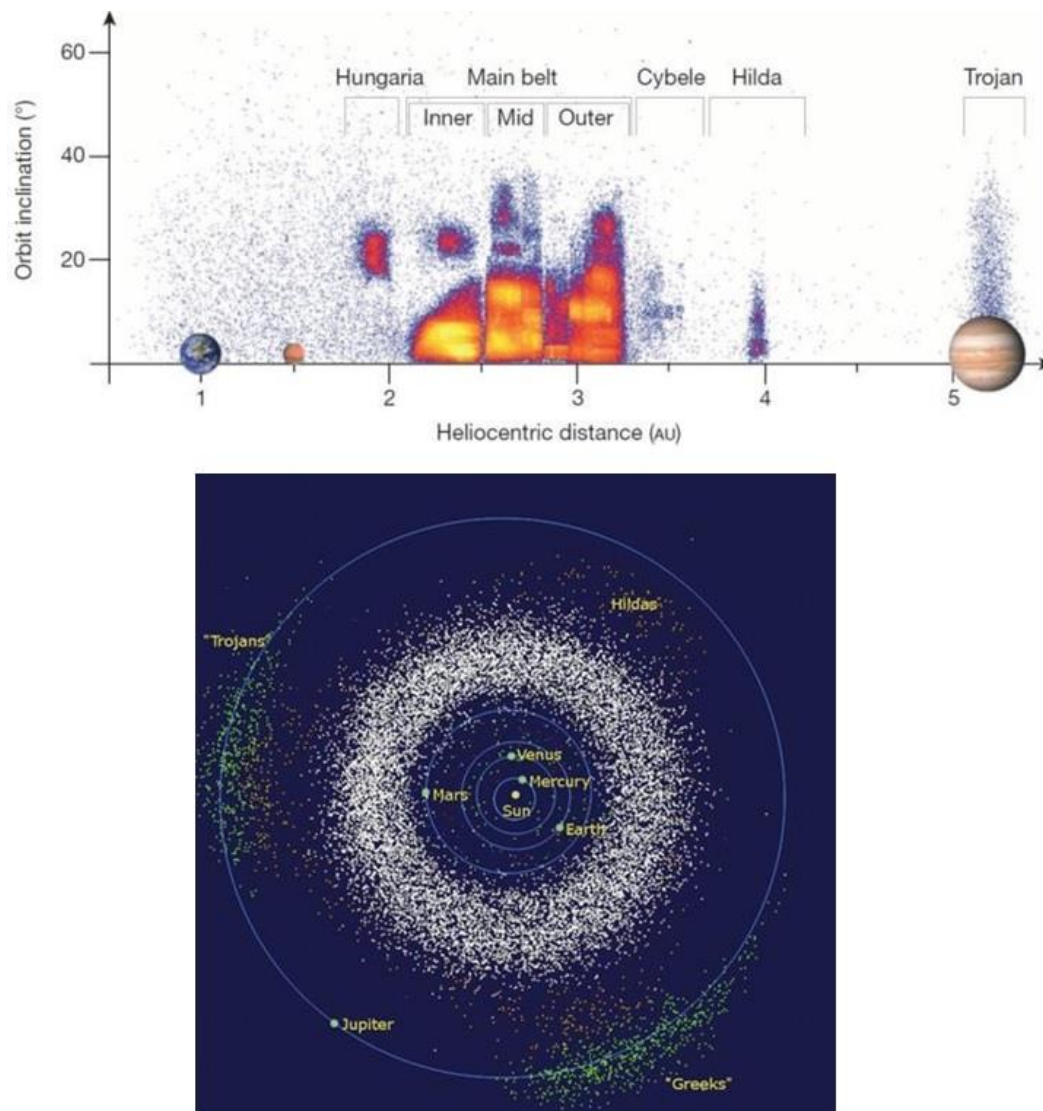 60
Hungaria Main belt Cybele Hilda Trojan
Inner Mid Outer
40
20
Orbit inclination (°)
1 2 3 4 5
Heliocentric distance (AU)
Hildas
"Trojans"
Venus
Mercury
Mars
Sun
Earth
Jupiter
"Greeks"